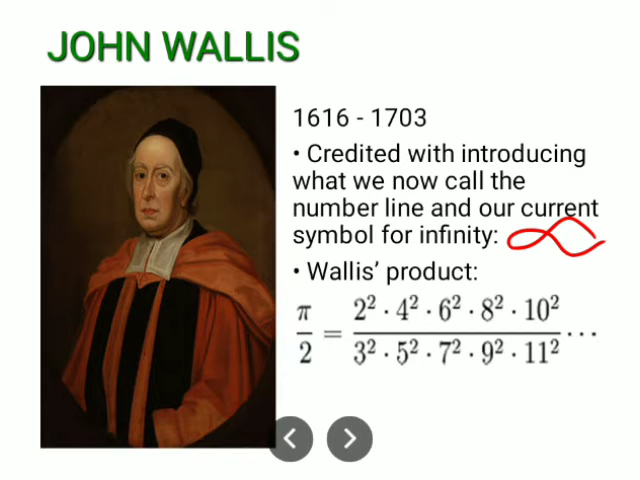 JOHN WALLIS
1616 - 1703
• Credited with introducing
what we now call the
number line and our current
symbol for infinity: ∞
• Wallis’ product:
π/2 = (2² · 4² · 6² · 8² · 10²)/(3² · 5² · 7² · 9² · 11²) ···